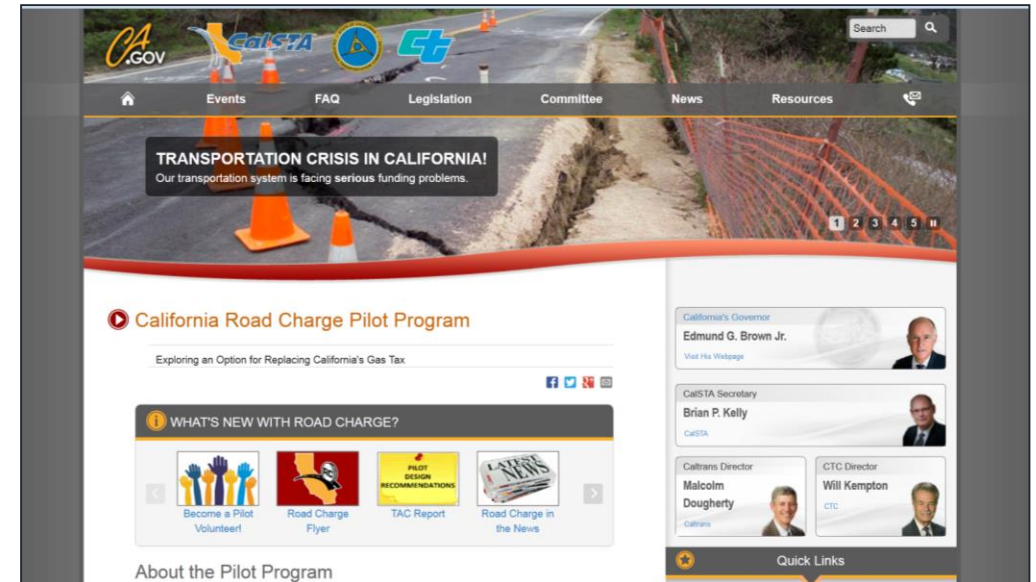 CA
.GOV
CalSTA
ct
Search
Events
FAQ
Legislation
Committee
News
Resources
TRANSPORTATION CRISIS IN CALIFORNIA!
Our transportation system is facing serious funding problems.
1 2 3 4 5
California Road Charge Pilot Program
Exploring an Option for Replacing California's Gas Tax
WHAT'S NEW WITH ROAD CHARGE?
Become a Pilot
Volunteer!
Road Charge
Flyer
PILOT
DESIGN
RECOMMENDATIONS
TAC Report
LATEST
NEWS
Road Charge in
the News
About the Pilot Program
California's Governor
Edmund G. Brown Jr.
Visit His Webpage
CalSTA Secretary
Brian P. Kelly
CalSTA
Caltrans Director
Malcolm
Dougherty
Caltrans
CTC Director
Will Kempton
CTC
Quick Links